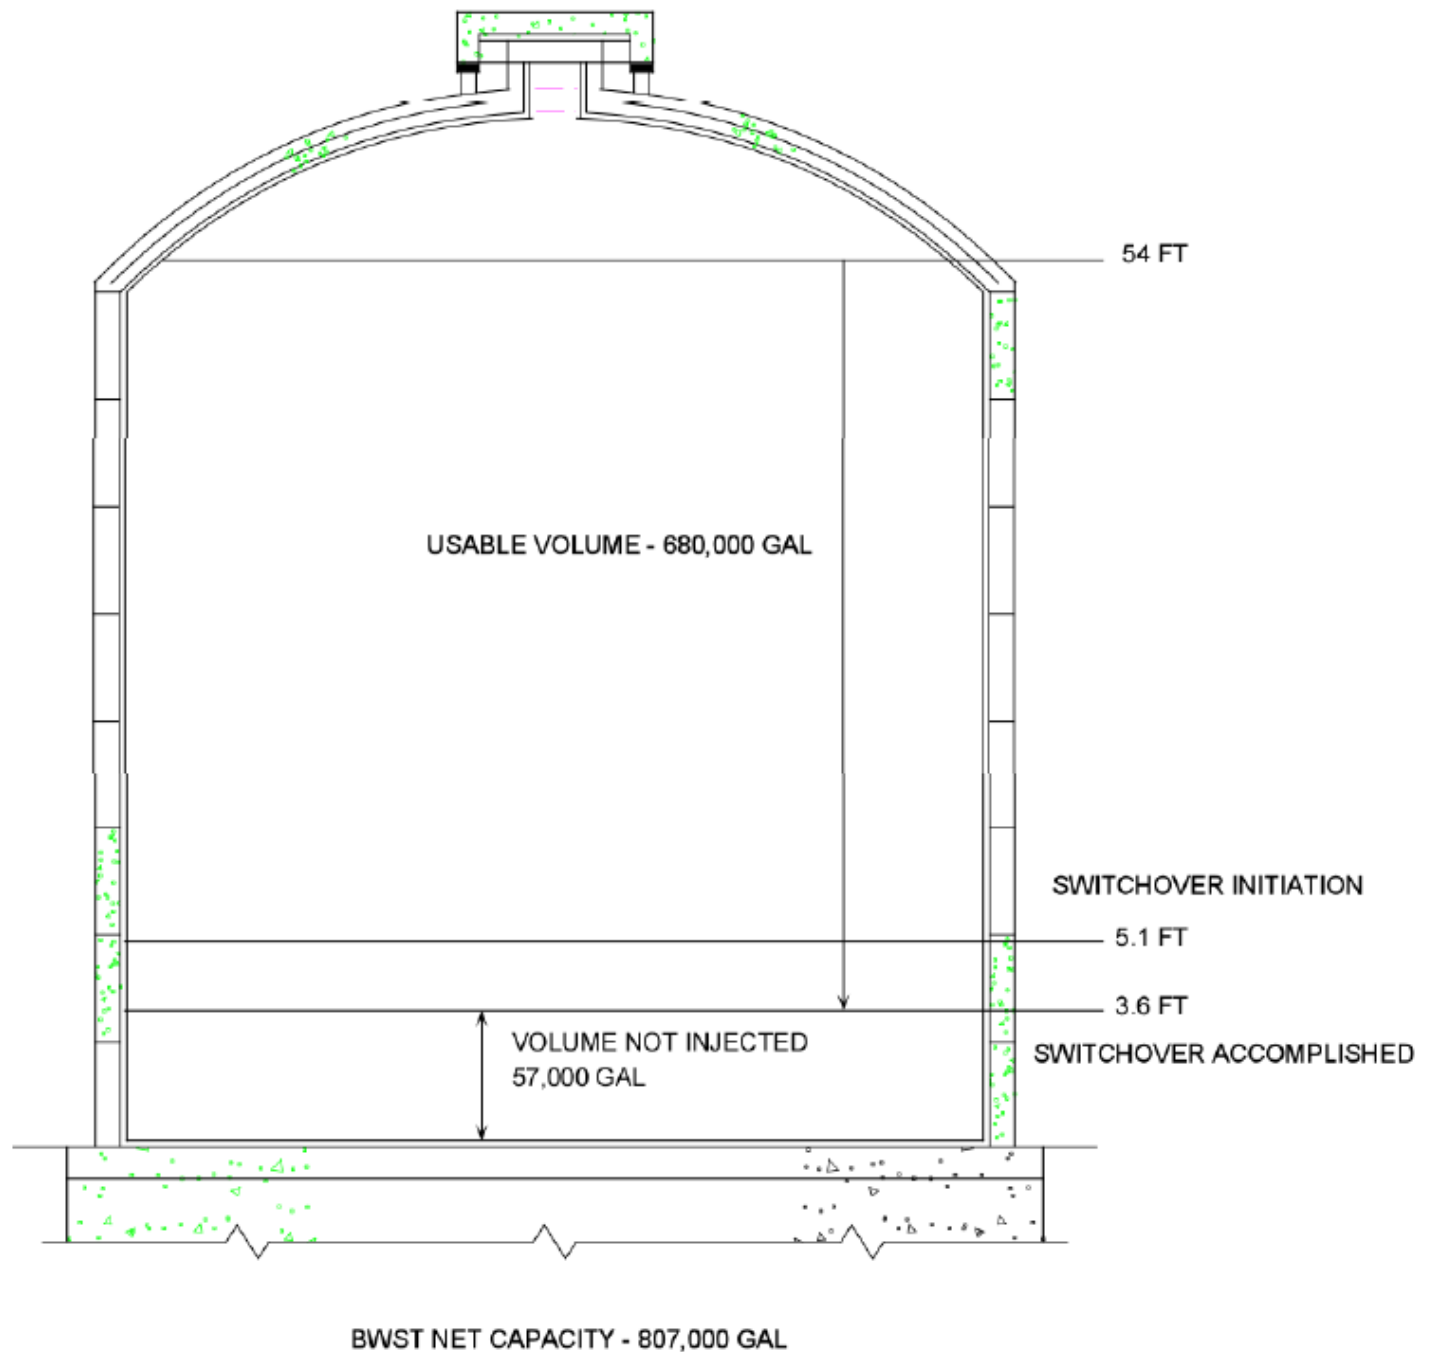 54 FT
USABLE VOLUME - 680,000 GAL
SWITCHOVER INITIATION
5.1 FT
3.6 FT
VOLUME NOT INJECTED
57,000 GAL
SWITCHOVER ACCOMPLISHED
BWST NET CAPACITY - 807,000 GAL